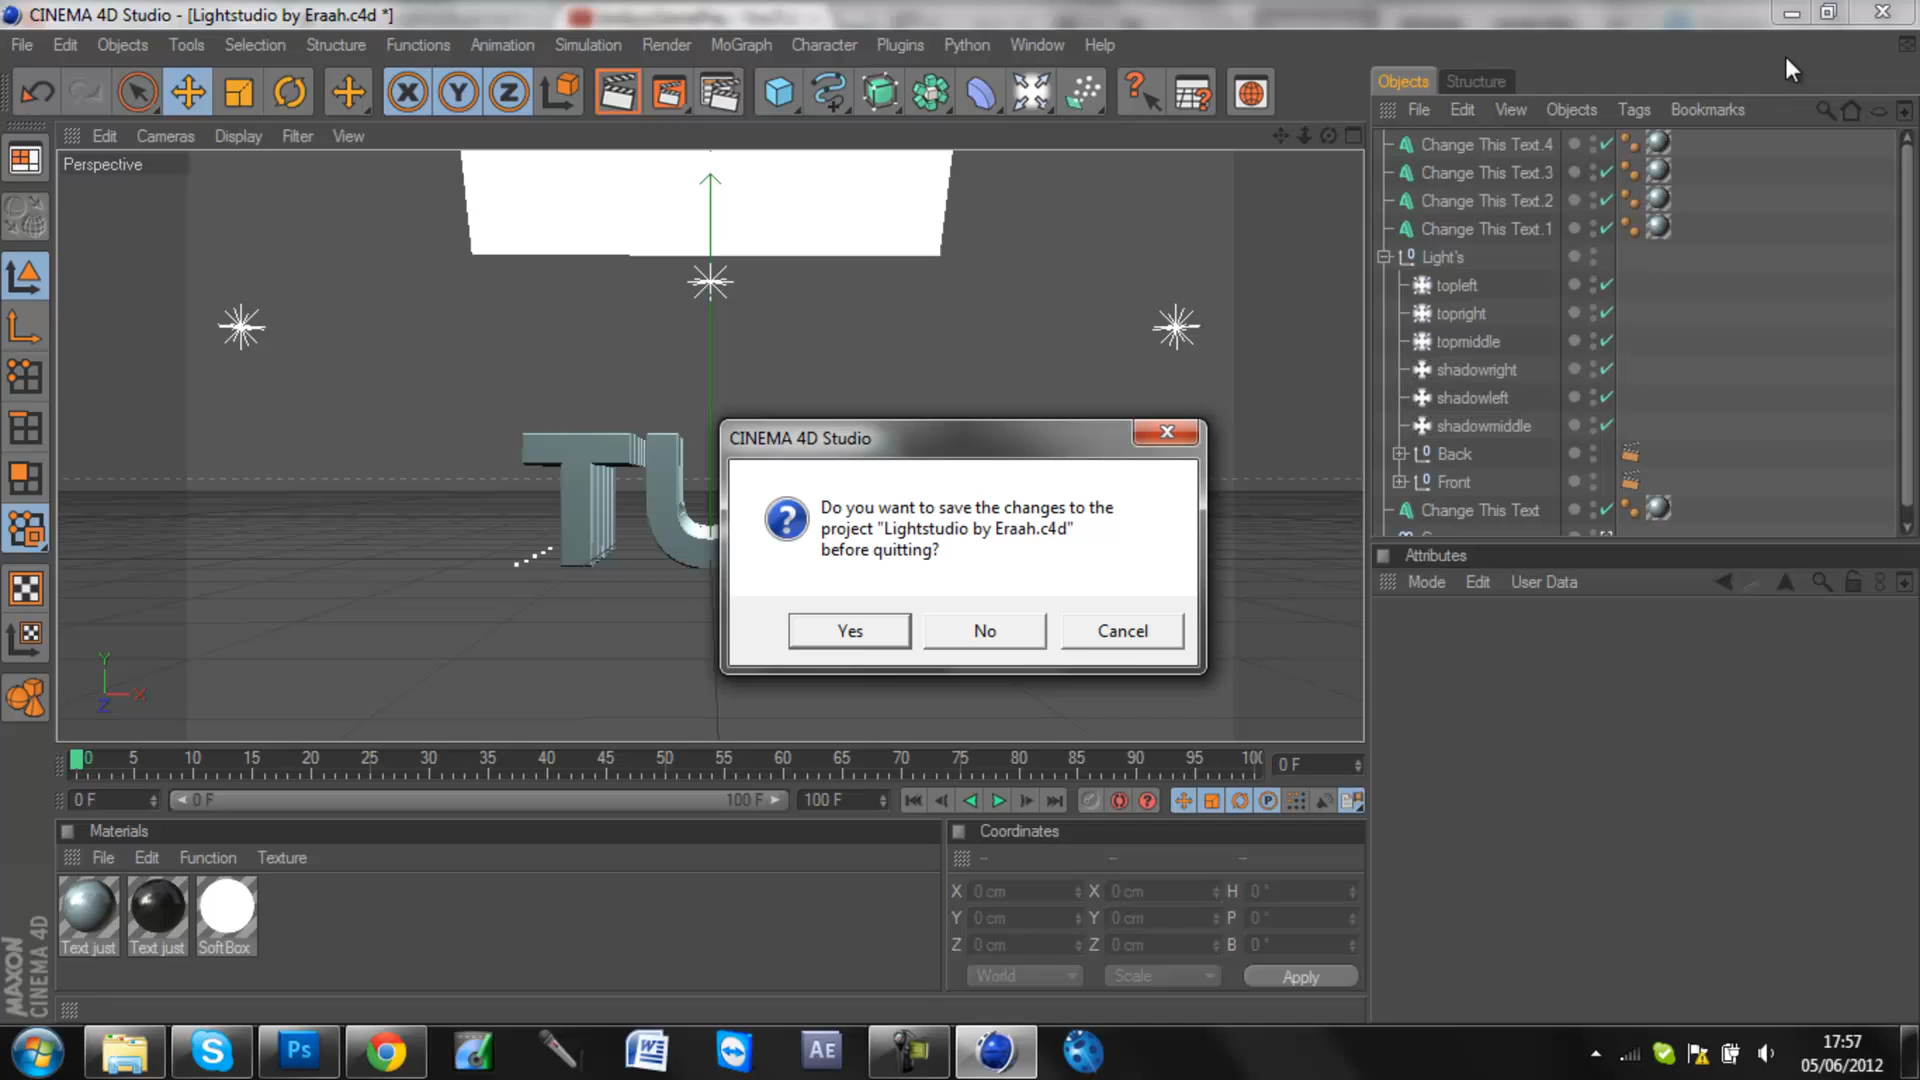 CINEMA 4D Studio - [Lightstudio by Eraah.c4d *]
File Edit Objects Tools Selection Structure Functions Animation Simulation Render MoGraph Character Plugins Python Window Help
Objects Structure
File Edit View Objects Tags Bookmarks
Edit Cameras Display Filter View
Perspective
Change This Text.4
Change This Text.3
Change This Text.2
Change This Text.1
Light's
topleft
topright
topmiddle
shadowright
shadowleft
shadowmiddle
Back
Front
Change This Text
TU
CINEMA 4D Studio
Do you want to save the changes to the
project "Lightstudio by Eraah.c4d"
before quitting?
Yes No Cancel
Attributes
Mode Edit User Data
Y
X
Z
0 5 10 15 20 25 30 35 40 45 50 55 60 65 70 75 80 85 90 95 100 0 F
0 F 0 F 100 F 100 F
Materials
File Edit Function Texture
Text just Text just SoftBox
Coordinates
-- -- --
X 0 cm X 0 cm H 0 °
Y 0 cm Y 0 cm P 0 °
Z 0 cm Z 0 cm B 0 °
World Scale Apply
MAXON
CINEMA 4D
Ps
AE
17:57
05/06/2012